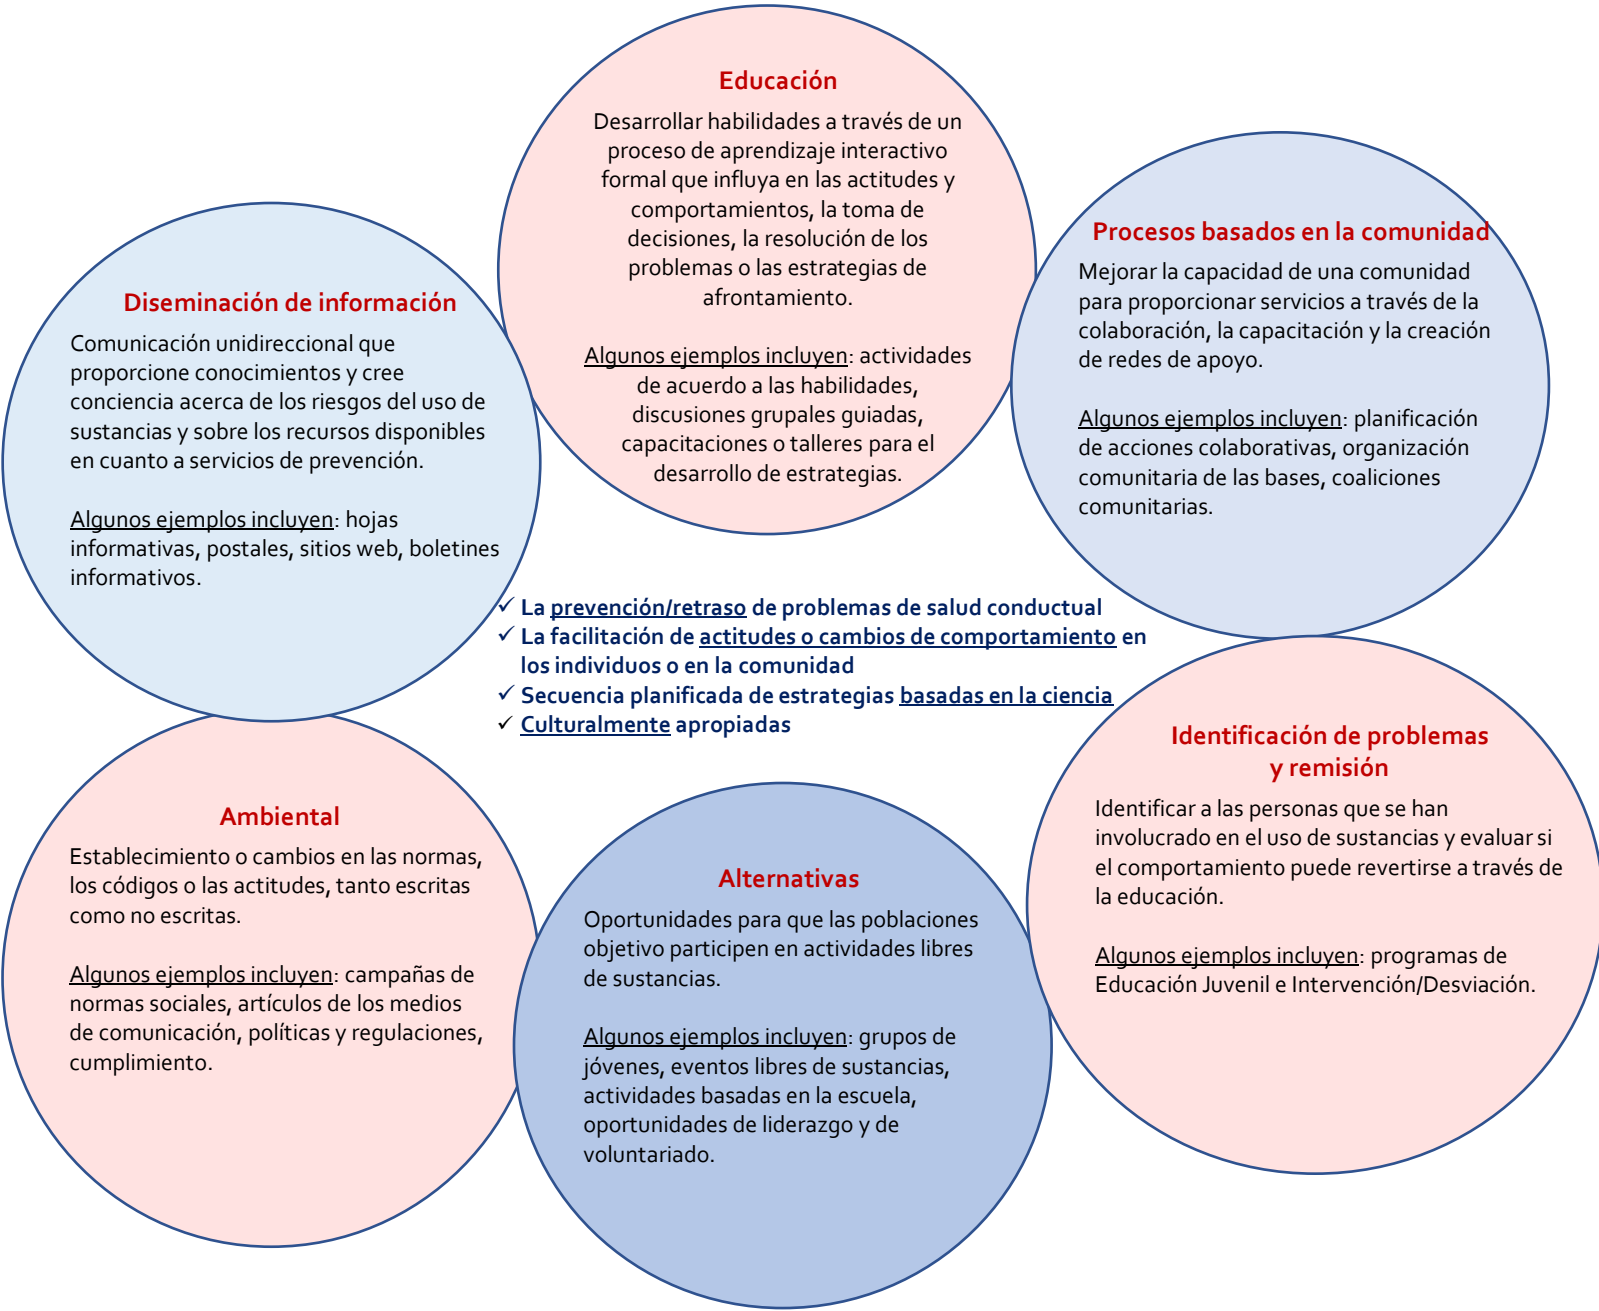 Educación
Desarrollar habilidades a través de un
proceso de aprendizaje interactivo
formal que influya en las actitudes y
comportamientos, la toma de
decisiones, la resolución de los
problemas o las estrategias de
afrontamiento.
Algunos ejemplos incluyen: actividades
de acuerdo a las habilidades,
discusiones grupales guiadas,
capacitaciones o talleres para el
desarrollo de estrategias.
Procesos basados en la comunidad
Mejorar la capacidad de una comunidad
para proporcionar servicios a través de la
colaboración, la capacitación y la creación
de redes de apoyo.
Algunos ejemplos incluyen: planificación
de acciones colaborativas, organización
comunitaria de las bases, coaliciones
comunitarias.
Diseminación de información
Comunicación unidireccional que
proporcione conocimientos y cree
conciencia acerca de los riesgos del uso de
sustancias y sobre los recursos disponibles
en cuanto a servicios de prevención.
Algunos ejemplos incluyen: hojas
informativas, postales, sitios web, boletines
informativos.
✓ La prevención/retraso de problemas de salud conductual
✓ La facilitación de actitudes o cambios de comportamiento en
los individuos o en la comunidad
✓ Secuencia planificada de estrategias basadas en la ciencia
✓ Culturalmente apropiadas
Identificación de problemas
y remisión
Identificar a las personas que se han
involucrado en el uso de sustancias y evaluar si
el comportamiento puede revertirse a través de
la educación.
Algunos ejemplos incluyen: programas de
Educación Juvenil e Intervención/Desviación.
Ambiental
Establecimiento o cambios en las normas,
los códigos o las actitudes, tanto escritas
como no escritas.
Algunos ejemplos incluyen: campañas de
normas sociales, artículos de los medios
de comunicación, políticas y regulaciones,
cumplimiento.
Alternativas
Oportunidades para que las poblaciones
objetivo participen en actividades libres
de sustancias.
Algunos ejemplos incluyen: grupos de
jóvenes, eventos libres de sustancias,
actividades basadas en la escuela,
oportunidades de liderazgo y de
voluntariado.